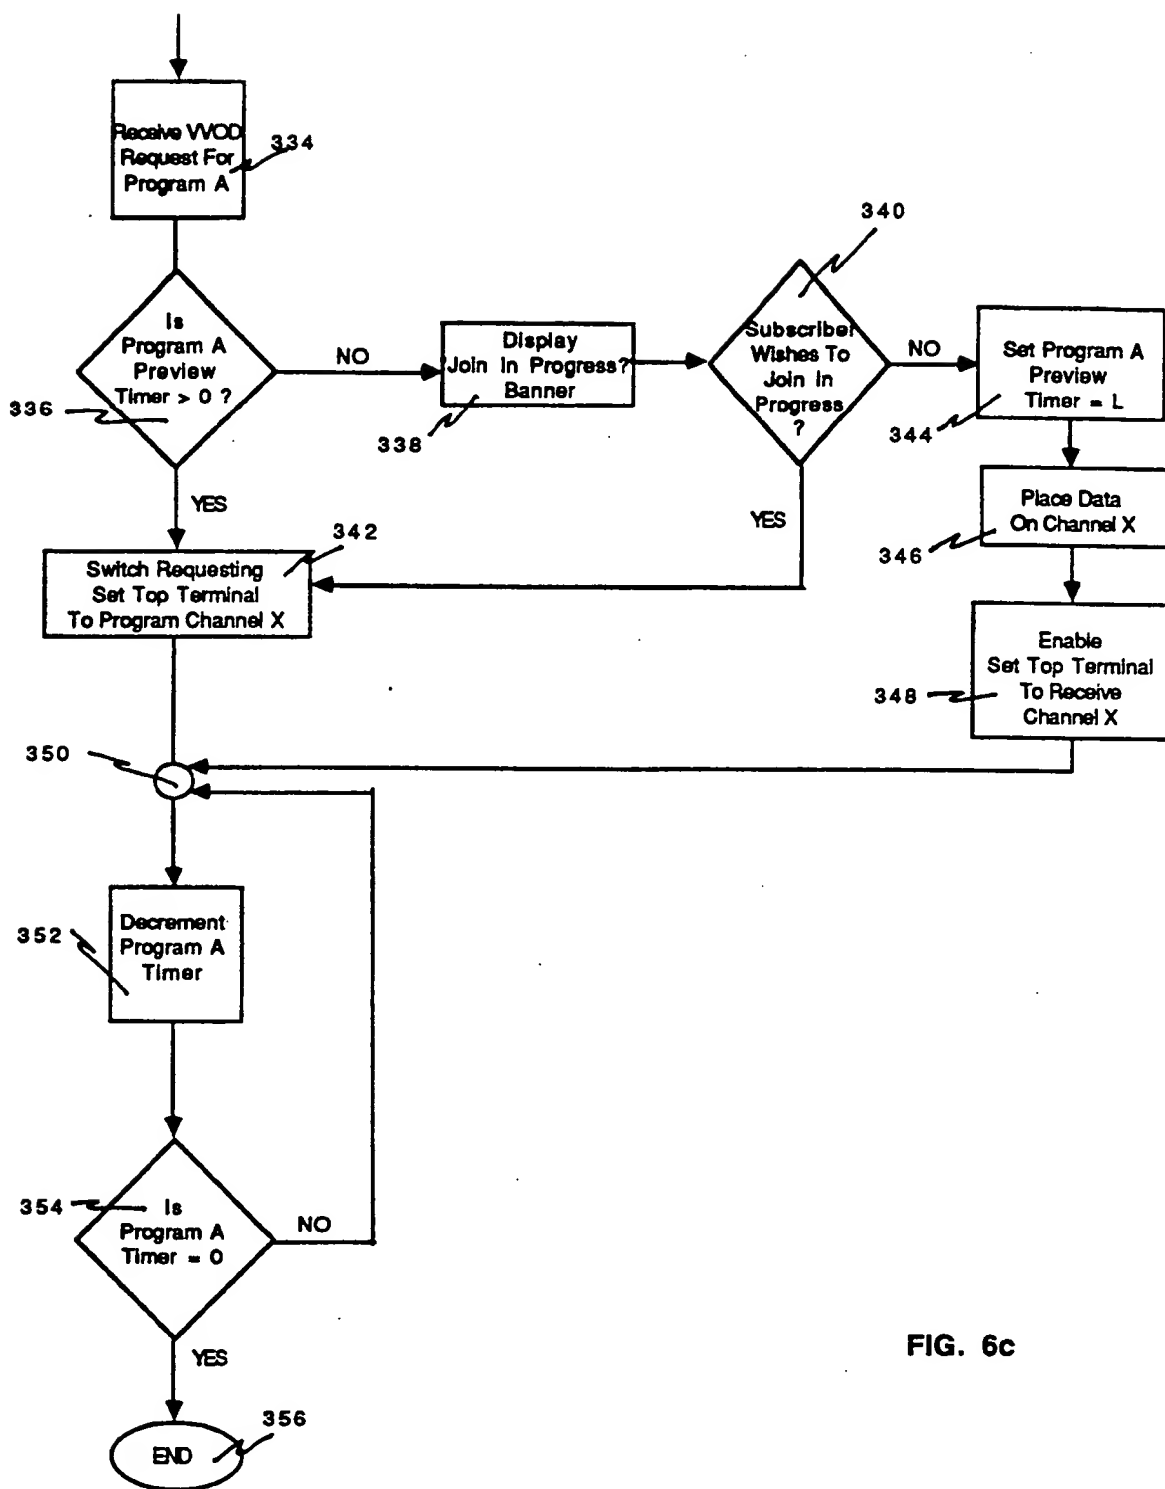 Receive VVOD
Request For
Program A
334
Is
Program A
Preview
Timer > 0 ?
336
NO
Display
Join In Progress?
Banner
338
340
Subscriber
Wishes To
Join In
Progress
?
NO
Set Program A
Preview
Timer = L
344
YES
YES
342
Switch Requesting
Set Top Terminal
To Program Channel X
Place Data
On Channel X
346
Enable
Set Top Terminal
To Receive
Channel X
348
350
Decrement
Program A
Timer
352
354
Is
Program A
Timer = 0
NO
YES
END
356
FIG. 6c